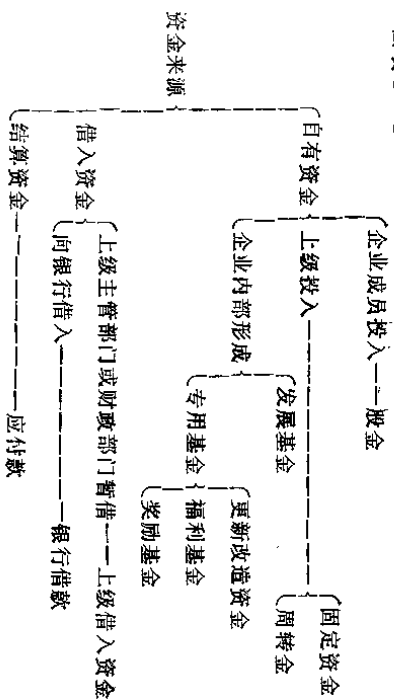 资金来源
自有资金
企业成员投入——股金
上级投入
固定资金
周转金
企业内部形成
发展基金
专用基金
更新改造资金
福利基金
奖励基金
借入资金
上级主管部门或财政部门暂借——上级借入资金
向银行借入——银行借款
结算资金——应付款